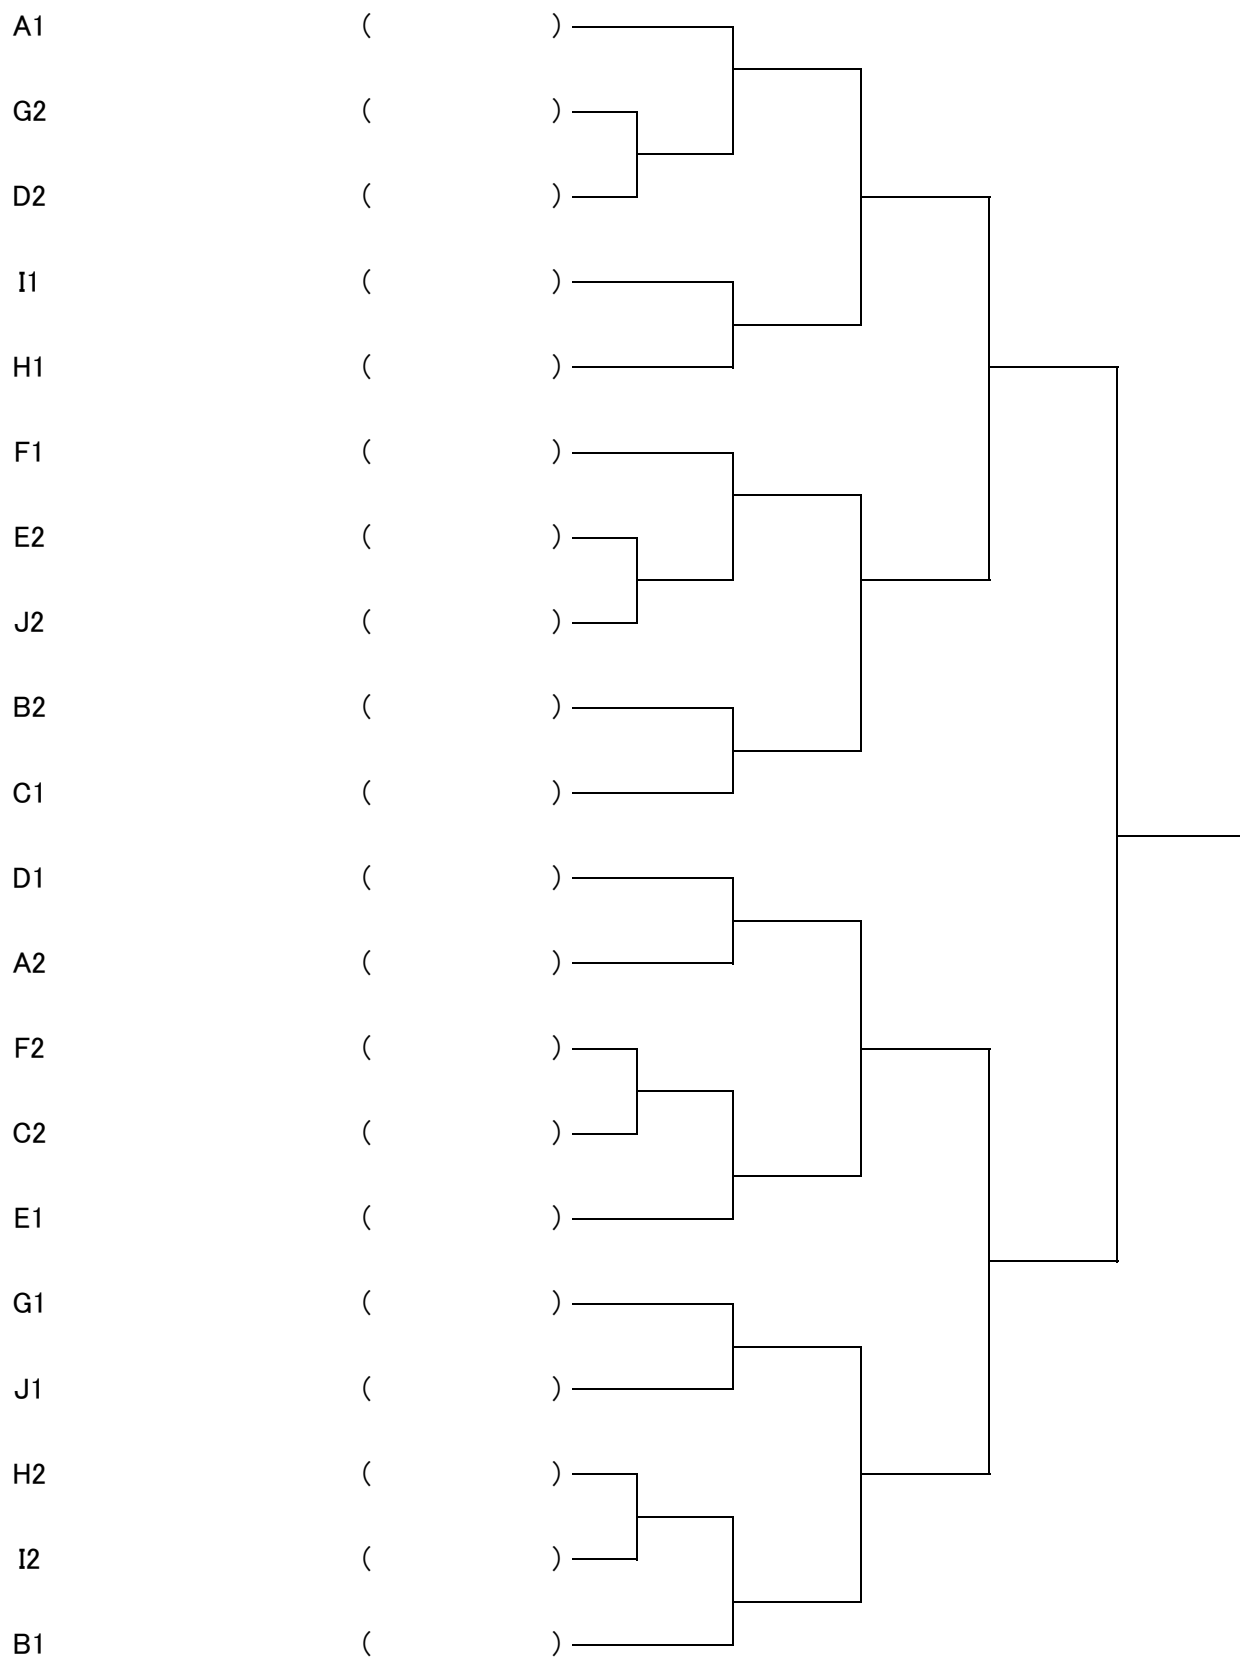 A1 ( )
G2 ( )
D2 ( )
I1 ( )
H1 ( )
F1 ( )
E2 ( )
J2 ( )
B2 ( )
C1 ( )
D1 ( )
A2 ( )
F2 ( )
C2 ( )
E1 ( )
G1 ( )
J1 ( )
H2 ( )
I2 ( )
B1 ( )